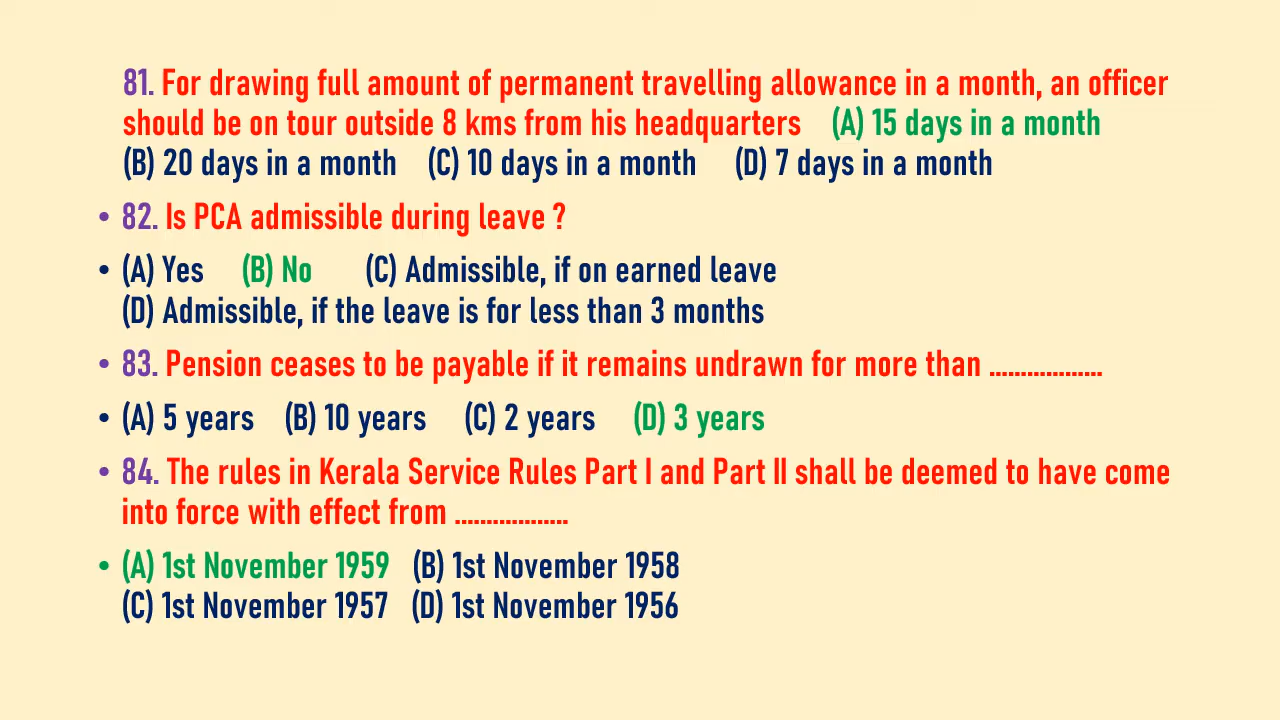 81. For drawing full amount of permanent travelling allowance in a month, an officer
should be on tour outside 8 kms from his headquarters (A) 15 days in a month
(B) 20 days in a month (C) 10 days in a month (D) 7 days in a month
• 82. Is PCA admissible during leave ?
• (A) Yes (B) No (C) Admissible, if on earned leave
(D) Admissible, if the leave is for less than 3 months
• 83. Pension ceases to be payable if it remains undrawn for more than ..................
• (A) 5 years (B) 10 years (C) 2 years (D) 3 years
• 84. The rules in Kerala Service Rules Part I and Part II shall be deemed to have come
into force with effect from ..................
• (A) 1st November 1959 (B) 1st November 1958
(C) 1st November 1957 (D) 1st November 1956